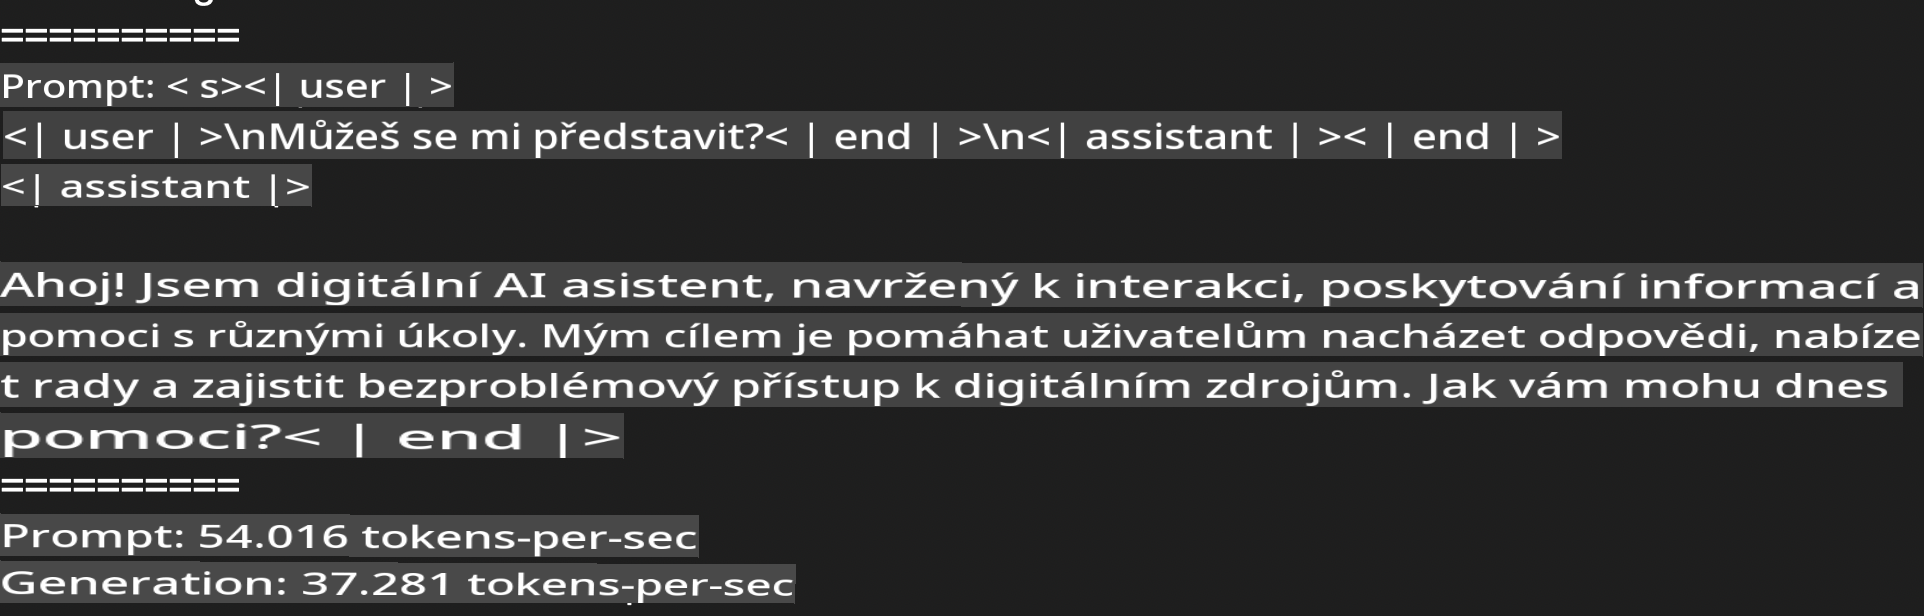 ==========
Prompt: < s><| user | >
<| user | >\nMůžeš se mi představit?< | end | >\n<| assistant | >< | end | >
<| assistant |>
Ahoj! Jsem digitální AI asistent, navržený k interakci, poskytování informací a
pomoci s různými úkoly. Mým cílem je pomáhat uživatelům nacházet odpovědi, nabíze
t rady a zajistit bezproblémový přístup k digitálním zdrojům. Jak vám mohu dnes
pomoci?< | end |>
==========
Prompt: 54.016 tokens-per-sec
Generation: 37.281 tokens-per-sec